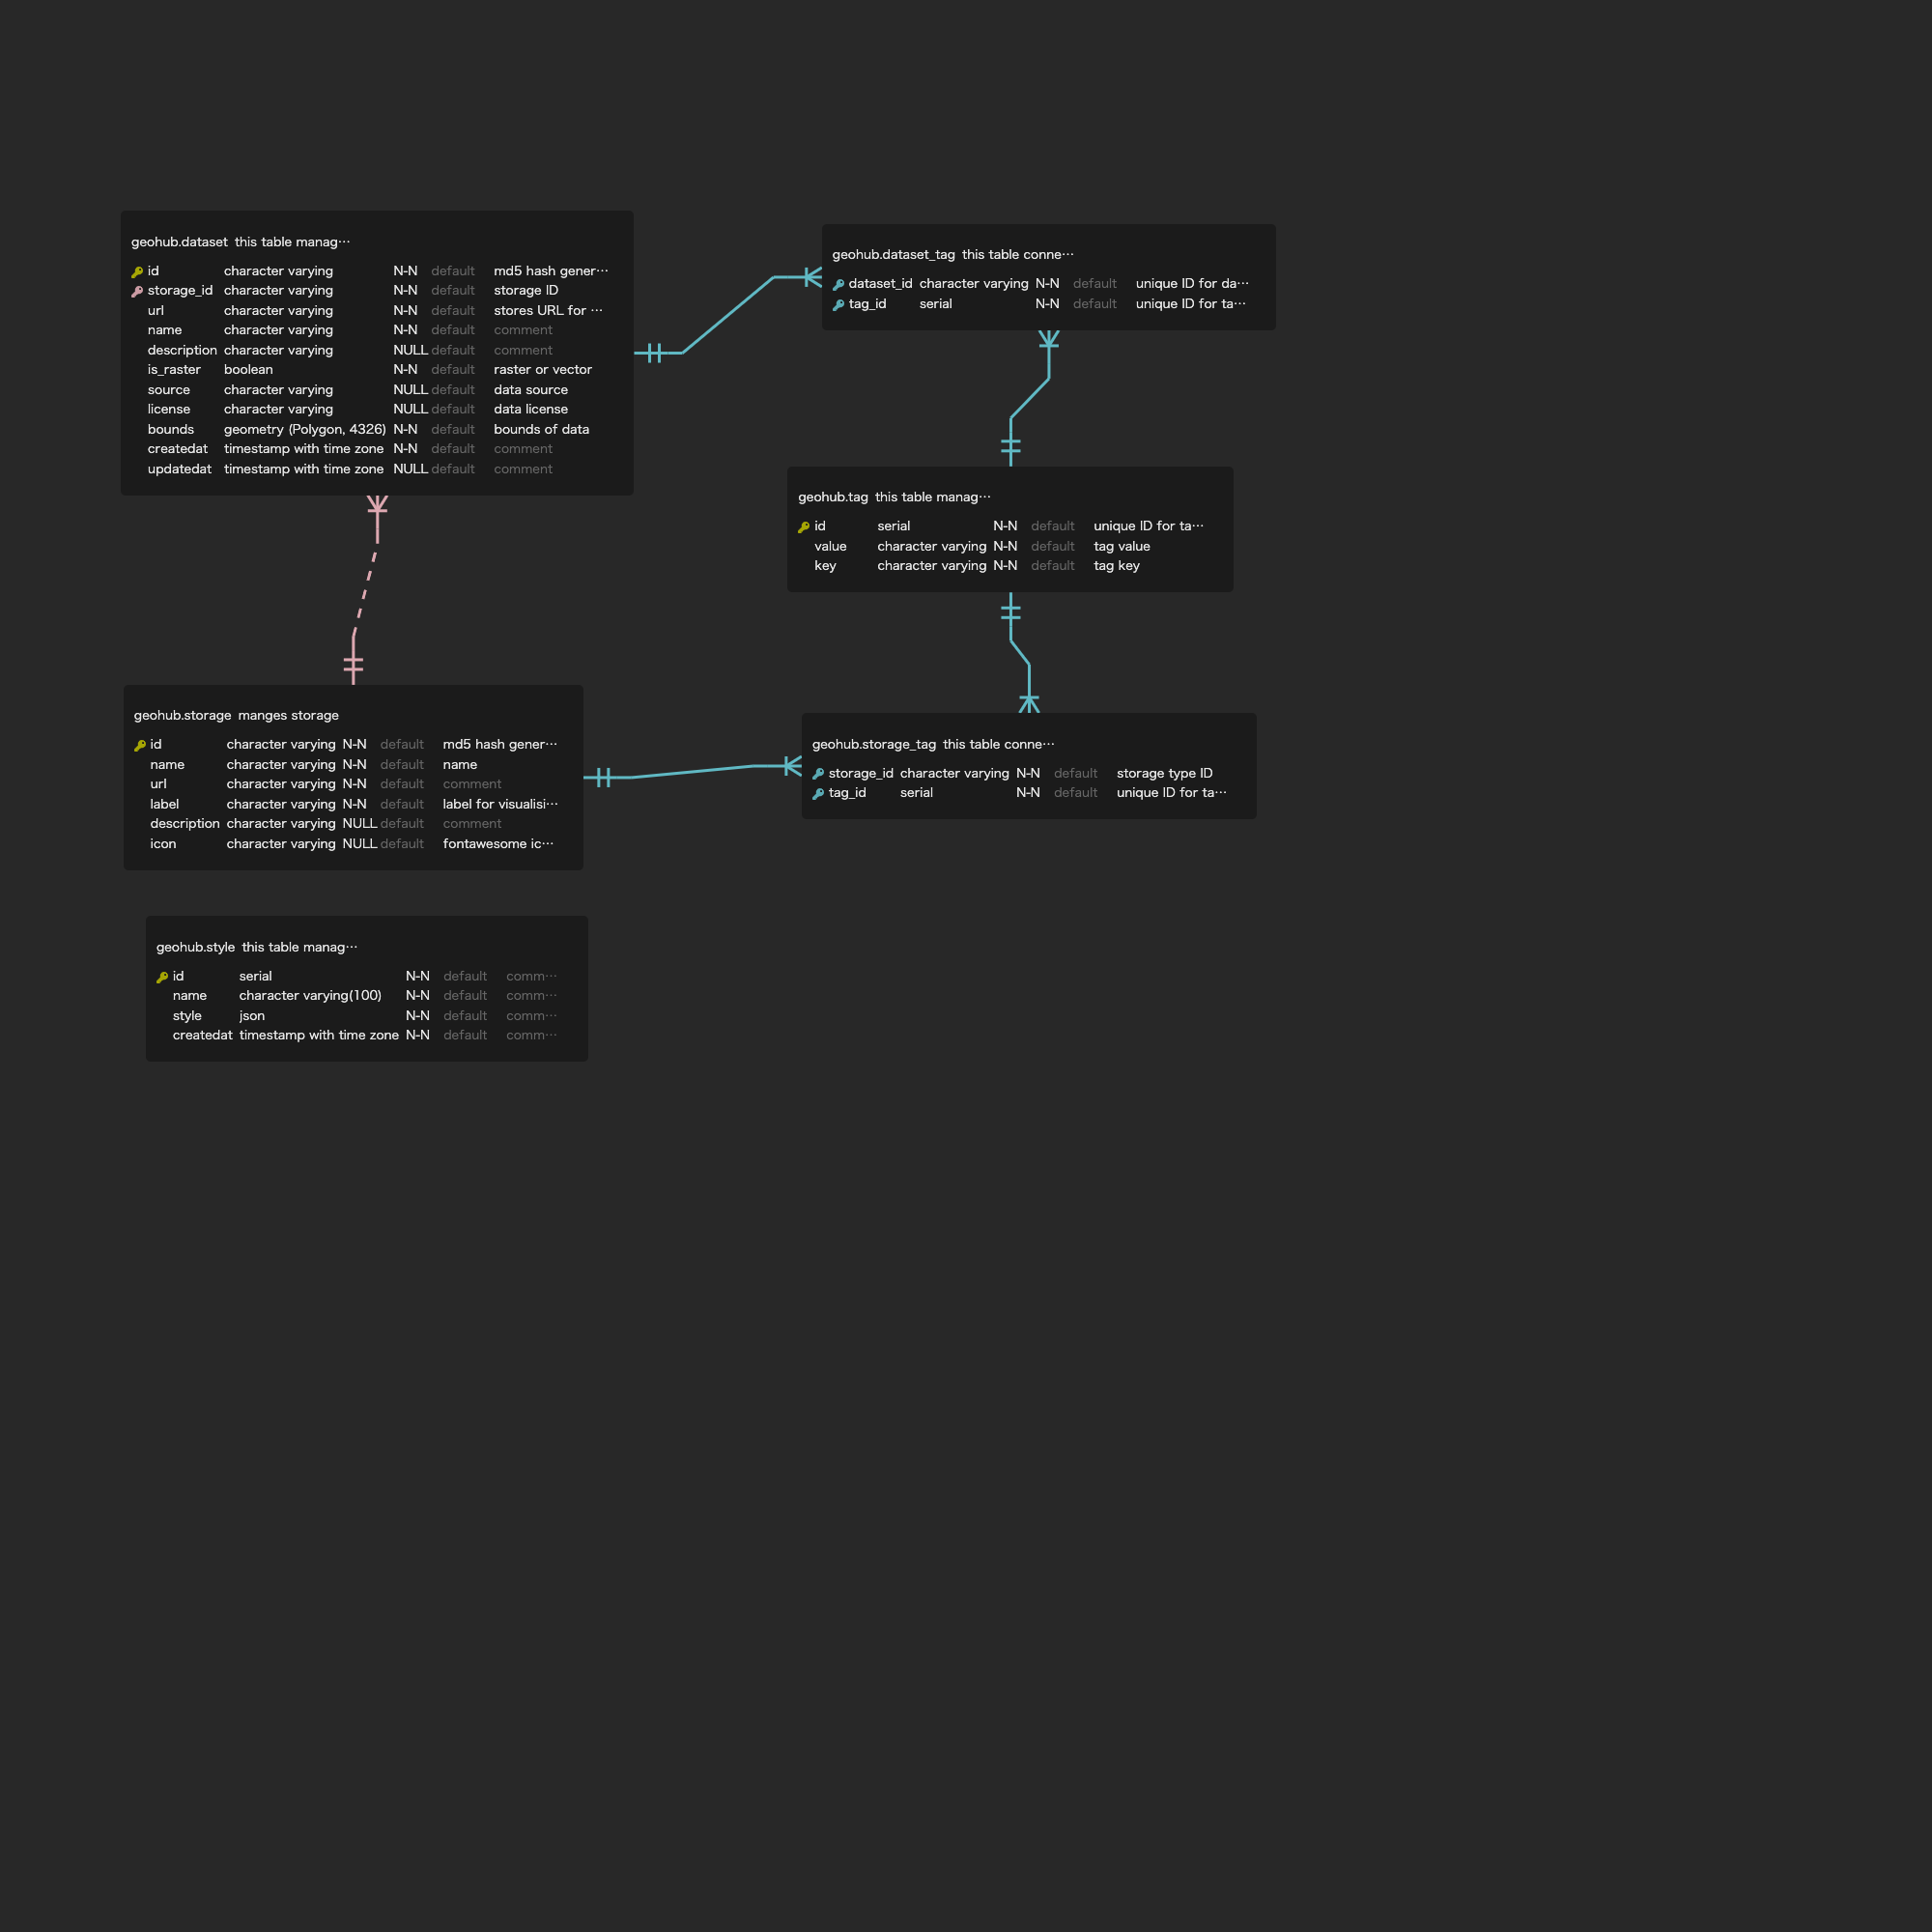 geohub.dataset this table manag…
id character varying N-N default md5 hash gener…
storage_id character varying N-N default storage ID
url character varying N-N default stores URL for …
name character varying N-N default comment
description character varying NULL default comment
is_raster boolean N-N default raster or vector
source character varying NULL default data source
license character varying NULL default data license
bounds geometry (Polygon, 4326) N-N default bounds of data
createdat timestamp with time zone N-N default comment
updatedat timestamp with time zone NULL default comment
geohub.dataset_tag this table conne…
dataset_id character varying N-N default unique ID for da…
tag_id serial N-N default unique ID for ta…
geohub.tag this table manag…
id serial N-N default unique ID for ta…
value character varying N-N default tag value
key character varying N-N default tag key
geohub.storage manges storage
id character varying N-N default md5 hash gener…
name character varying N-N default name
url character varying N-N default comment
label character varying N-N default label for visualisi…
description character varying NULL default comment
icon character varying NULL default fontawesome ic…
geohub.storage_tag this table conne…
storage_id character varying N-N default storage type ID
tag_id serial N-N default unique ID for ta…
geohub.style this table manag…
id serial N-N default comm…
name character varying(100) N-N default comm…
style json N-N default comm…
createdat timestamp with time zone N-N default comm…